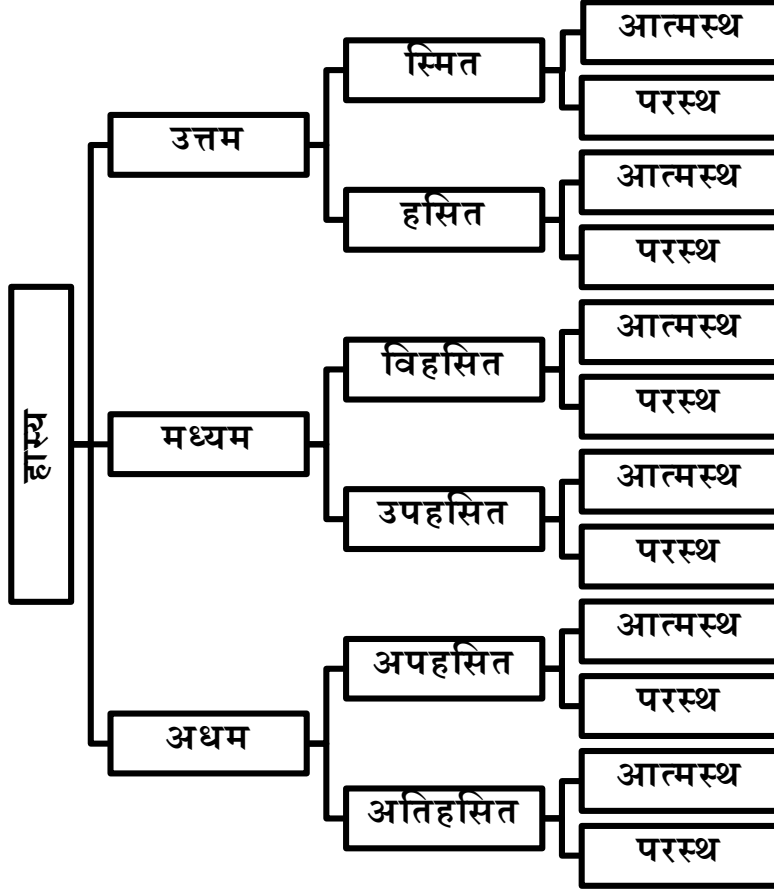 हास्य
उत्तम
स्मित
आत्मस्थ
परस्थ
हसित
आत्मस्थ
परस्थ
मध्यम
विहसित
आत्मस्थ
परस्थ
उपहसित
आत्मस्थ
परस्थ
अधम
अपहसित
आत्मस्थ
परस्थ
अतिहसित
आत्मस्थ
परस्थ